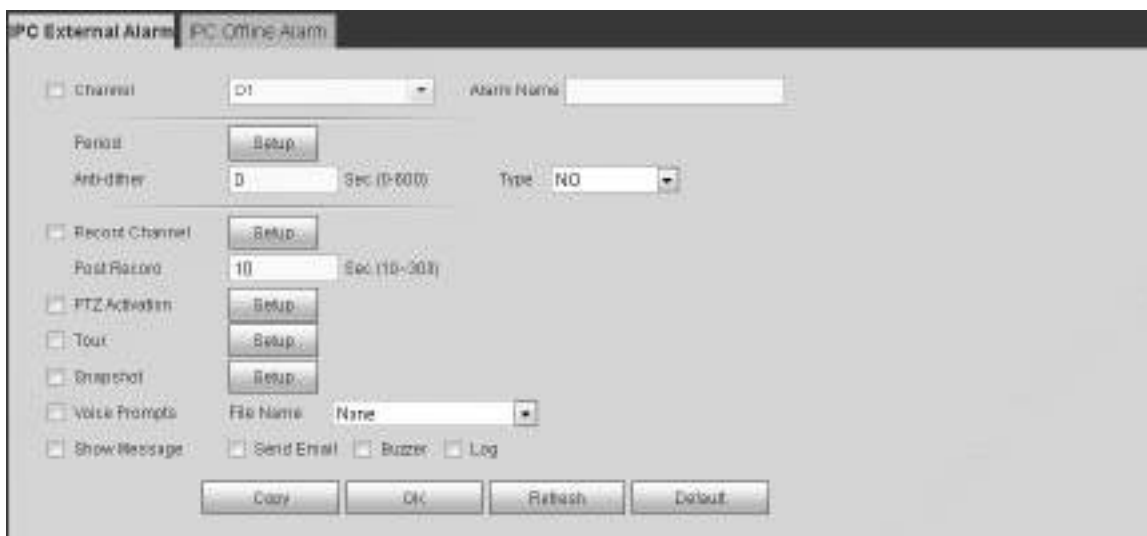 IPC External Alarm IPC Offline Alarm
Channel D1 Alarm Name
Period Setup
Anti-dither 0 Sec.(0-600) Type NO
Record Channel Setup
Post Record 10 Sec.(10~300)
PTZ Activation Setup
Tour Setup
Snapshot Setup
Voice Prompts File Name None
Show Message Send Email Buzzer Log
Copy OK Refresh Default